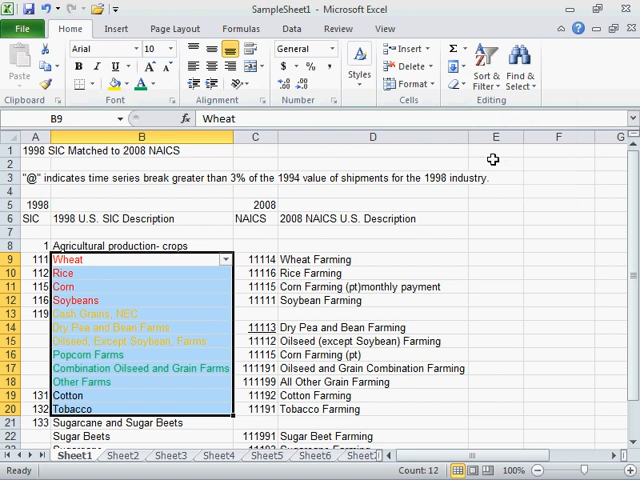 SampleSheet1 - Microsoft Excel
File Home Insert Page Layout Formulas Data Review View
Paste Arial 10 General Styles Insert Delete Format Sort & Filter Find & Select
Clipboard Font Alignment Number Cells Editing
B9 fx Wheat
A B C D E F G
1 1998 SIC Matched to 2008 NAICS
2
3 "@" indicates time series break greater than 3% of the 1994 value of shipments for the 1998 industry.
5 1998 2008
6 SIC 1998 U.S. SIC Description NAICS 2008 NAICS U.S. Description
7
8 1 Agricultural production- crops
9 111 Wheat 11114 Wheat Farming
10 112 Rice 11116 Rice Farming
11 115 Corn 11115 Corn Farming (pt)monthly payment
12 116 Soybeans 11111 Soybean Farming
13 119 Cash Grains, NEC
14 Dry Pea and Bean Farms 11113 Dry Pea and Bean Farming
15 Oilseed, Except Soybean, Farms 11112 Oilseed (except Soybean) Farming
16 Popcorn Farms 11115 Corn Farming (pt)
17 Combination Oilseed and Grain Farms 111191 Oilseed and Grain Combination Farming
18 Other Farms 111199 All Other Grain Farming
19 131 Cotton 11192 Cotton Farming
20 132 Tobacco 11191 Tobacco Farming
21 133 Sugarcane and Sugar Beets
22 Sugar Beets 111991 Sugar Beet Farming
Sheet1 Sheet2 Sheet3 Sheet4 Sheet5 Sheet6
Ready Count: 12 100%